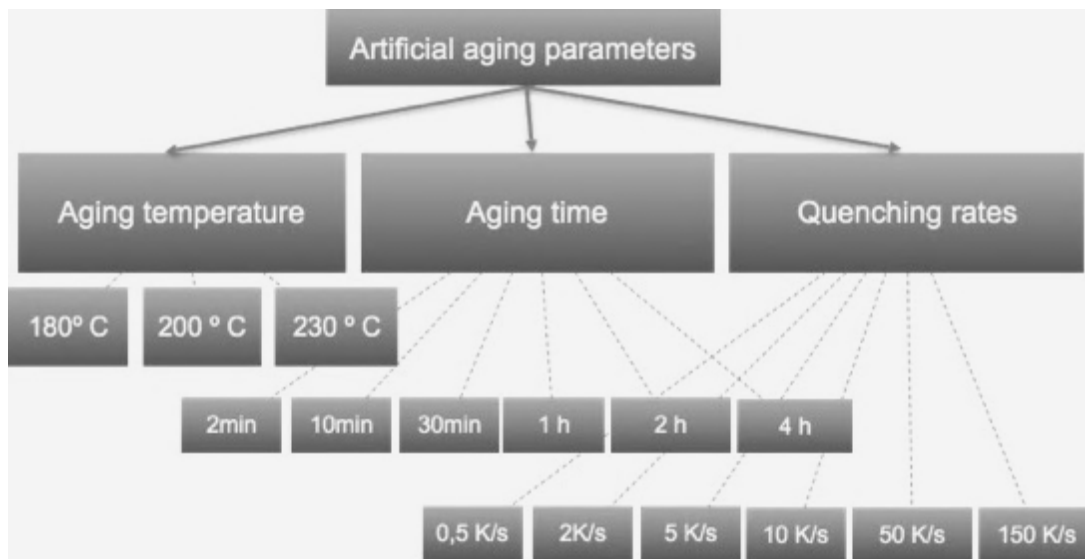 Artificial aging parameters
Aging temperature
Aging time
Quenching rates
180º C
200 º C
230 º C
2min
10min
30min
1 h
2 h
4 h
0,5 K/s
2K/s
5 K/s
10 K/s
50 K/s
150 K/s